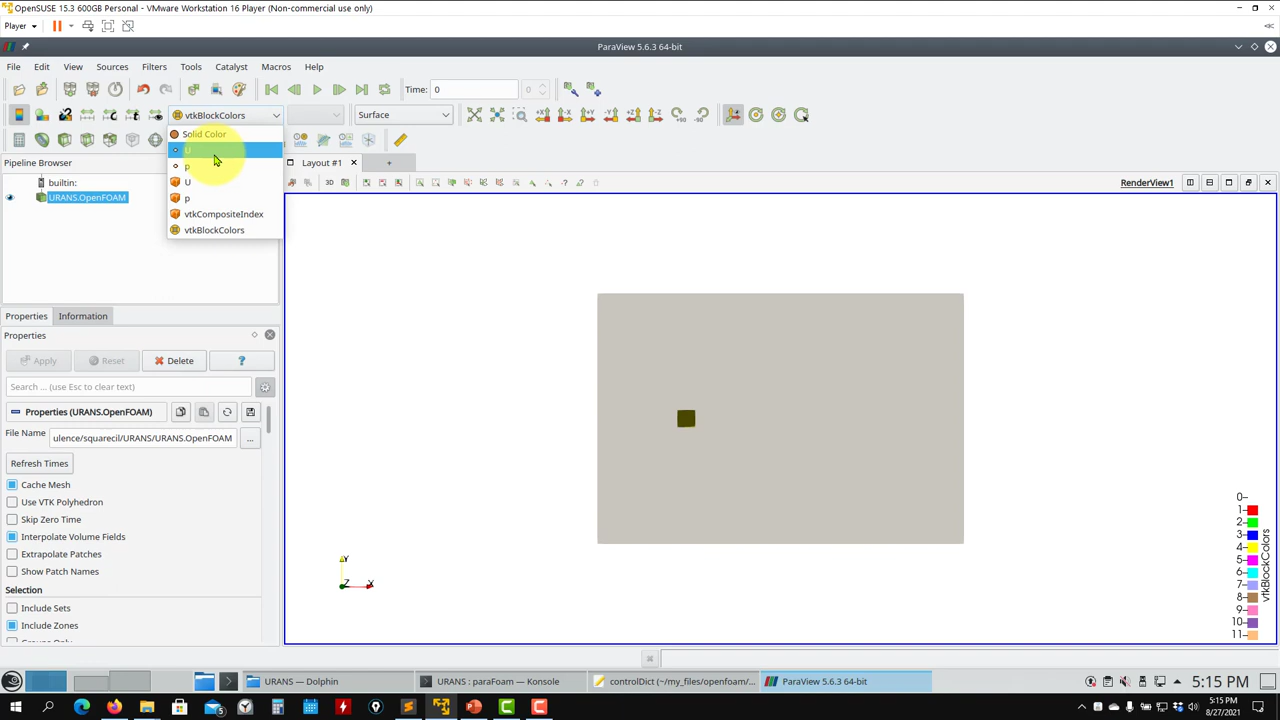 OpenSUSE 15.3 600GB Personal - VMware Workstation 16 Player (Non-commercial use only)
Player
ParaView 5.6.3 64-bit
File Edit View Sources Filters Tools Catalyst Macros Help
Time: 0 0
vtkBlockColors Surface
Solid Color
U
p
U
p
vtkCompositeIndex
vtkBlockColors
Pipeline Browser
builtin:
URANS.OpenFOAM
Layout #1 +
3D RenderView1
Properties Information
Properties
Apply Reset Delete ?
Search ... (use Esc to clear text)
Properties (URANS.OpenFOAM)
File Name ulence/squarecil/URANS/URANS.OpenFOAM ...
Refresh Times
Cache Mesh
Use VTK Polyhedron
Skip Zero Time
Interpolate Volume Fields
Extrapolate Patches
Show Patch Names
Selection
Include Sets
Include Zones
Y
Z X
0
1
2
3
4
5
6
7
8
9
10
11
vtkBlockColors
URANS — Dolphin URANS : paraFoam — Konsole controlDict (~/my_files/openfoam/... ParaView 5.6.3 64-bit 5:15 PM
5:15 PM
8/27/2021